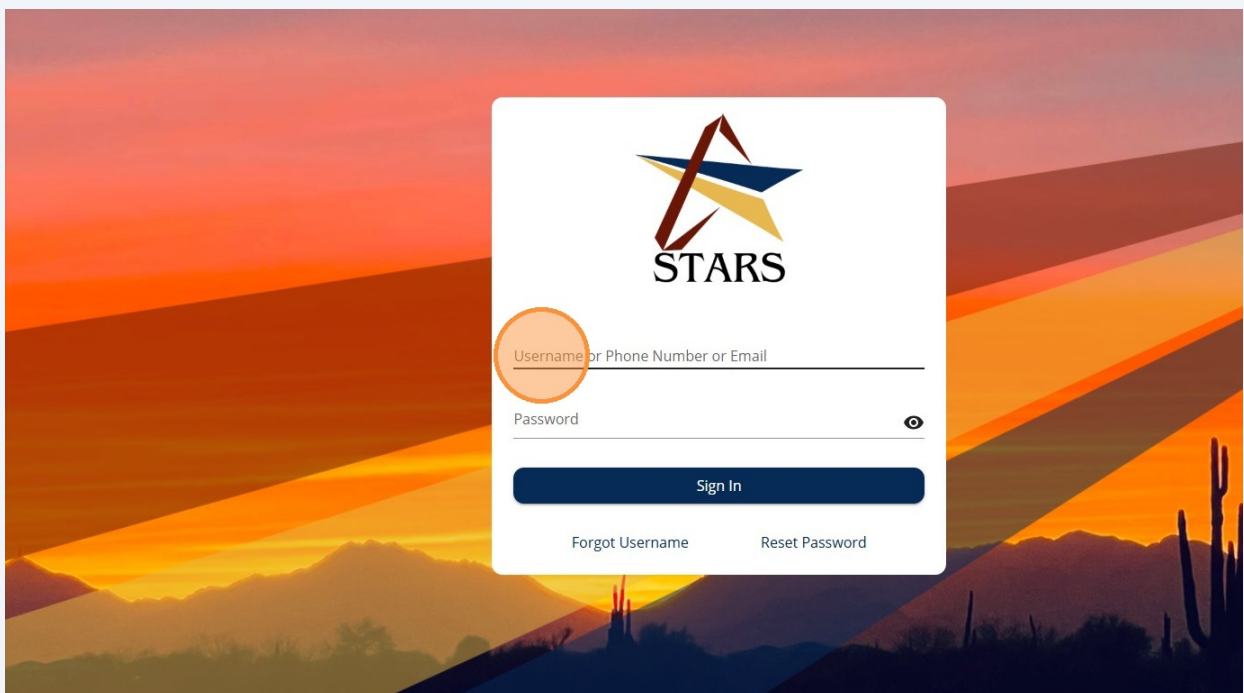 STARS
Username or Phone Number or Email
Password
Sign In
Forgot Username Reset Password